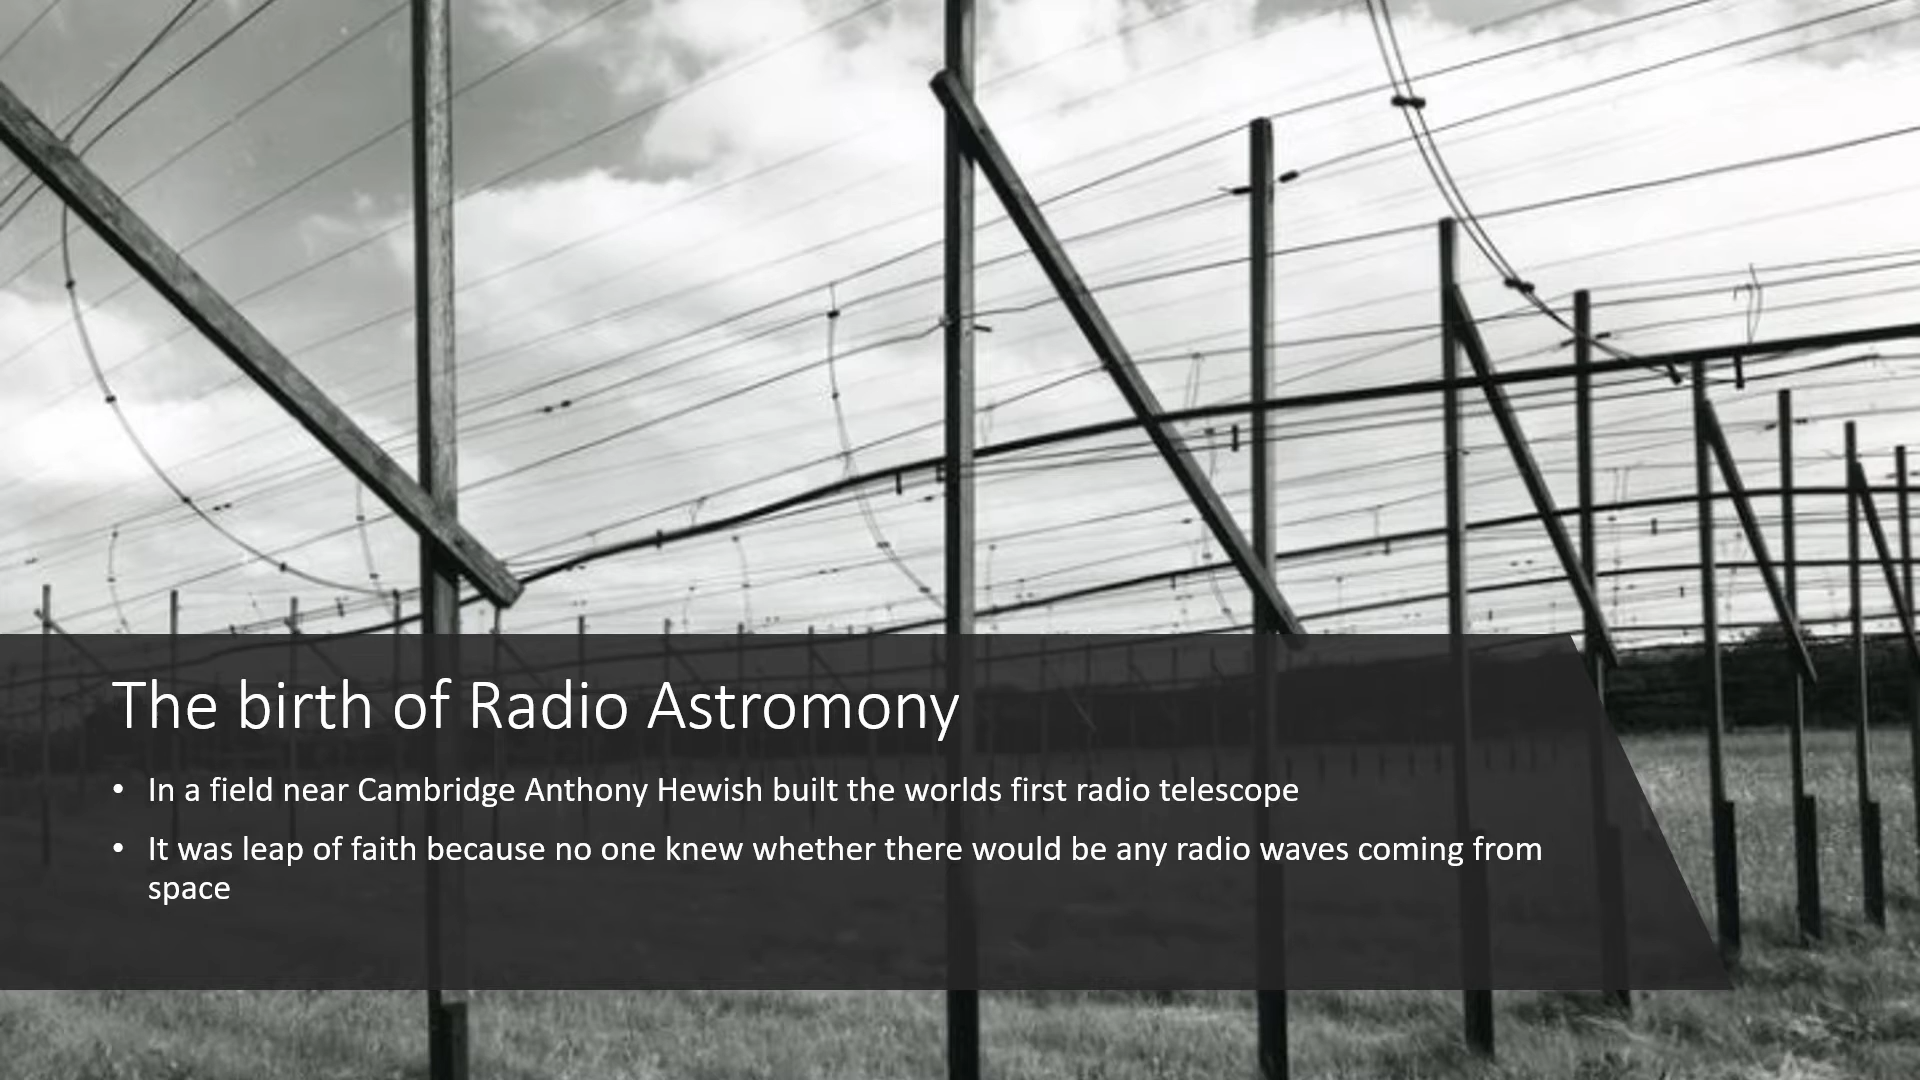 The birth of Radio Astromony
• In a field near Cambridge Anthony Hewish built the worlds first radio telescope
• It was leap of faith because no one knew whether there would be any radio waves coming from
space